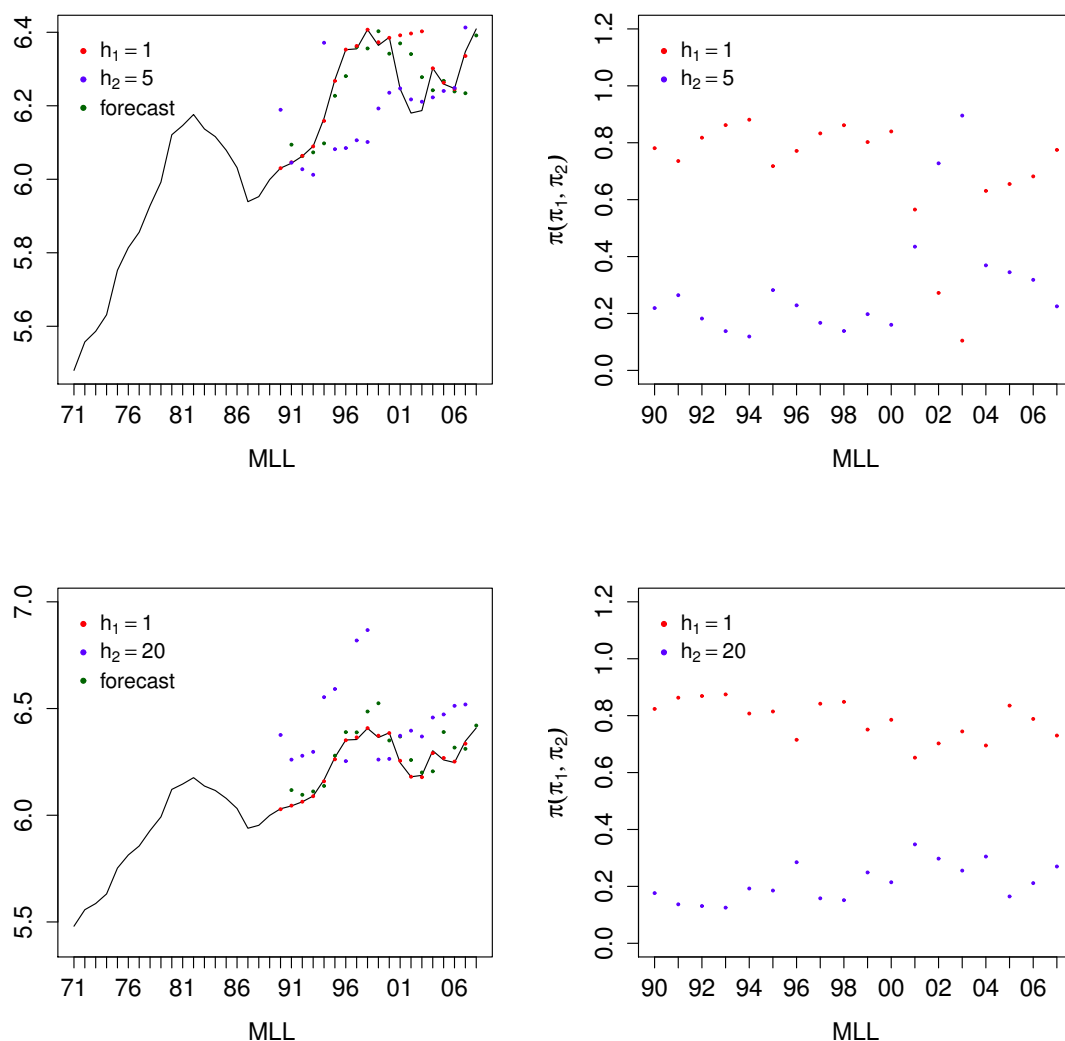 h₁ = 1
h₂ = 5
forecast
6.4
6.2
6.0
5.8
5.6
71 76 81 86 91 96 01 06
MLL
h₁ = 1
h₂ = 5
π(π₁, π₂)
1.2
1.0
0.8
0.6
0.4
0.2
0.0
90 92 94 96 98 00 02 04 06
MLL
h₁ = 1
h₂ = 20
forecast
7.0
6.5
6.0
5.5
71 76 81 86 91 96 01 06
MLL
h₁ = 1
h₂ = 20
π(π₁, π₂)
1.2
1.0
0.8
0.6
0.4
0.2
0.0
90 92 94 96 98 00 02 04 06
MLL